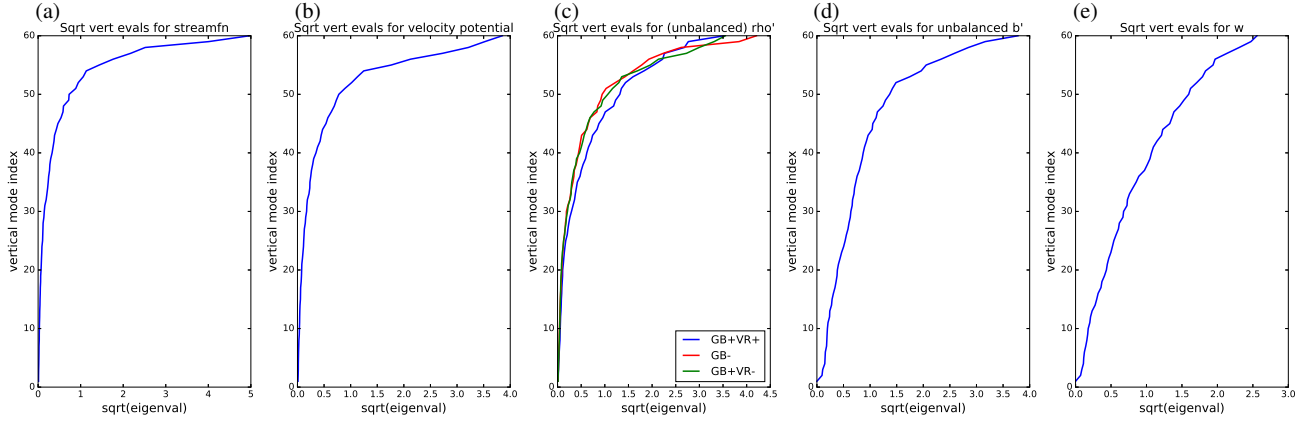 (a)
Sqrt vert evals for streamfn
60
50
40
30
20
10
0
vertical mode index
0 1 2 3 4 5
sqrt(eigenval)
(b)
Sqrt vert evals for velocity potential
60
50
40
30
20
10
0
vertical mode index
0.0 0.5 1.0 1.5 2.0 2.5 3.0 3.5 4.0
sqrt(eigenval)
(c)
Sqrt vert evals for (unbalanced) rho'
60
50
40
30
20
10
0
vertical mode index
GB+VR+
GB-
GB+VR-
0.0 0.5 1.0 1.5 2.0 2.5 3.0 3.5 4.0 4.5
sqrt(eigenval)
(d)
Sqrt vert evals for unbalanced b'
60
50
40
30
20
10
0
vertical mode index
0.0 0.5 1.0 1.5 2.0 2.5 3.0 3.5 4.0
sqrt(eigenval)
(e)
Sqrt vert evals for w
60
50
40
30
20
10
0
vertical mode index
0.0 0.5 1.0 1.5 2.0 2.5 3.0
sqrt(eigenval)